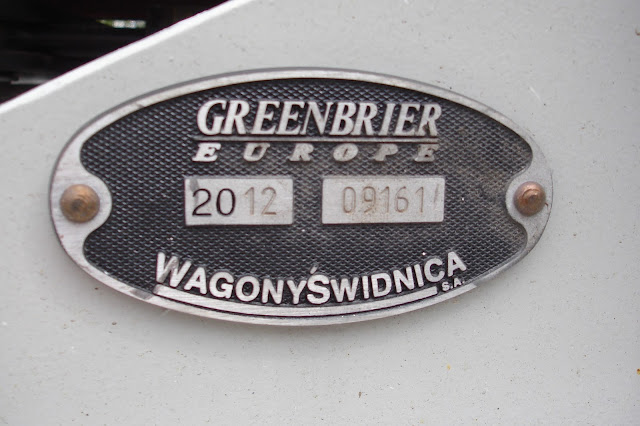 GREENBRIER
EUROPE
2012 09161
WAGONYŚWIDNICA S.A.